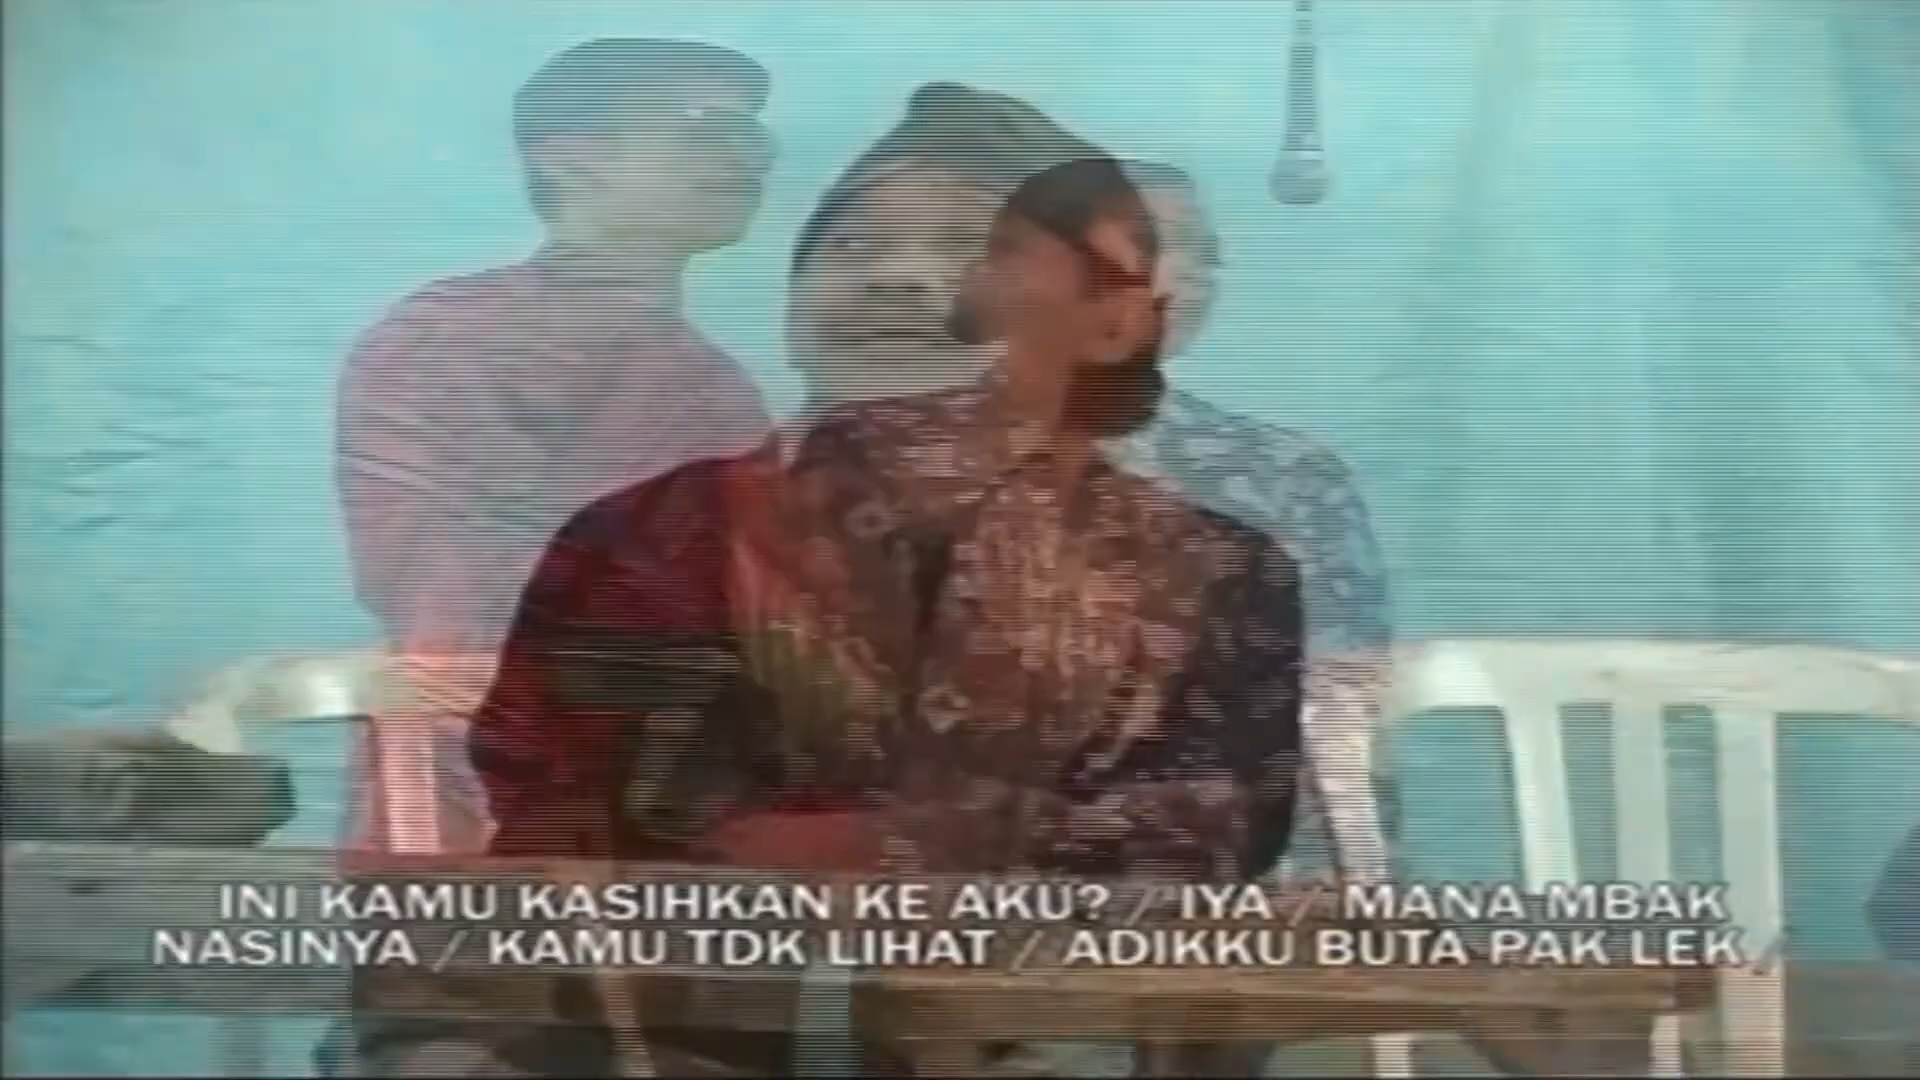 INI KAMU KASIHKAN KE AKU? / IYA / MANA MBAK
NASINYA / KAMU TDK LIHAT / ADIKKU BUTA PAK LEK /